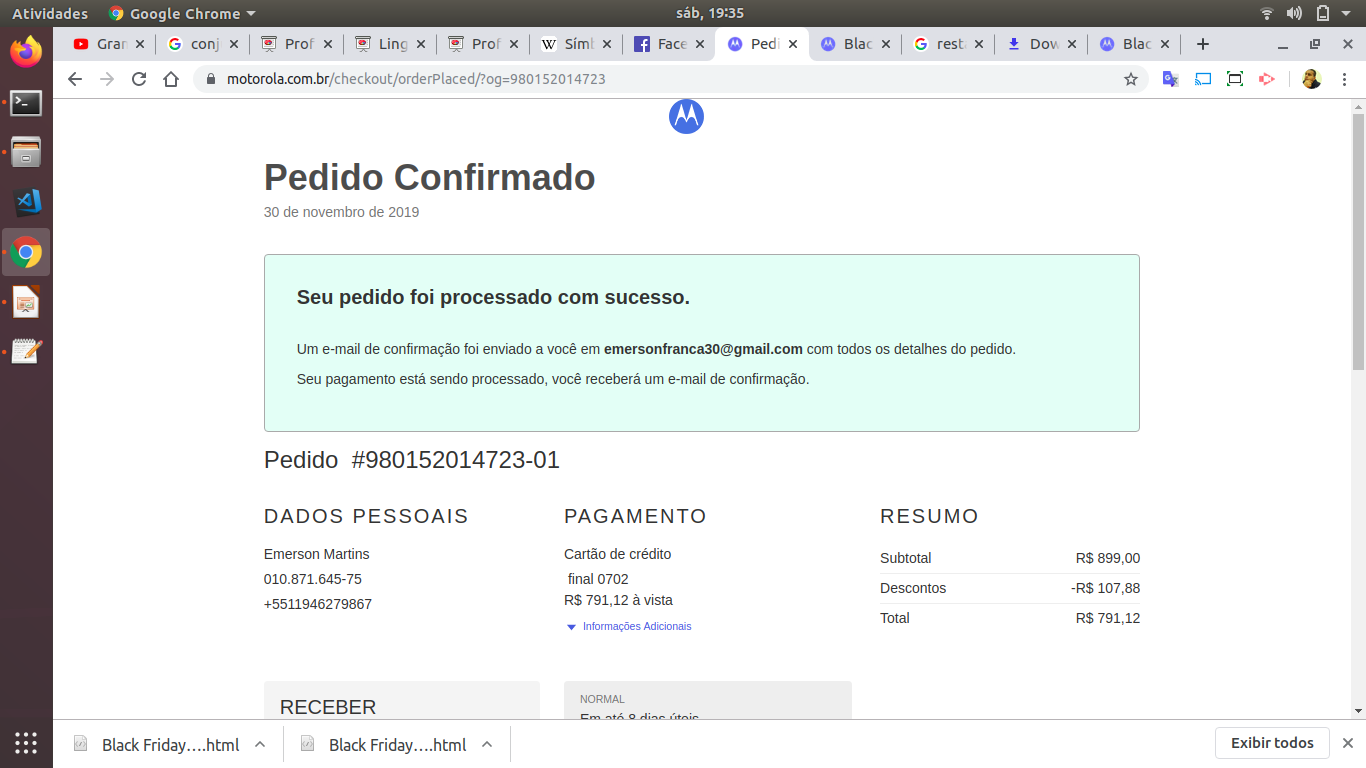 Atividades Google Chrome sáb, 19:35
Gran conj Prof Ling Prof Símb Face Pedi Blac resta Dow Blac
motorola.com.br/checkout/orderPlaced/?og=980152014723
Pedido Confirmado
30 de novembro de 2019
Seu pedido foi processado com sucesso.
Um e-mail de confirmação foi enviado a você em emersonfranca30@gmail.com com todos os detalhes do pedido.
Seu pagamento está sendo processado, você receberá um e-mail de confirmação.
Pedido #980152014723-01
DADOS PESSOAIS
Emerson Martins
010.871.645-75
+5511946279867
PAGAMENTO
Cartão de crédito
final 0702
R$ 791,12 à vista
Informações Adicionais
RESUMO
Subtotal R$ 899,00
Descontos -R$ 107,88
Total R$ 791,12
RECEBER
NORMAL
Em até 8 dias úteis
Black Friday….html Black Friday….html Exibir todos